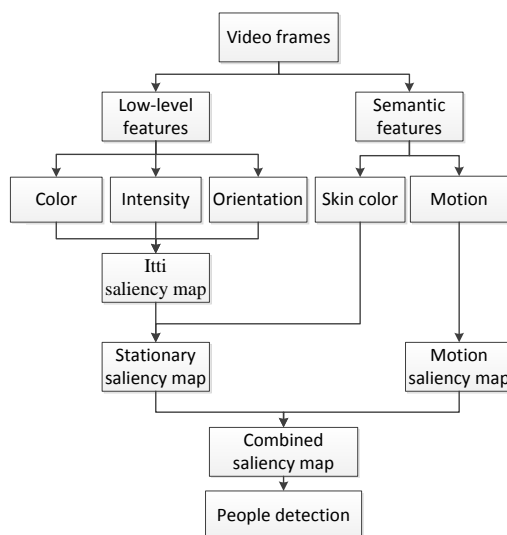 Video frames
Low-level
features
Semantic
features
Color
Intensity
Orientation
Skin color
Motion
Itti
saliency map
Stationary
saliency map
Motion
saliency map
Combined
saliency map
People detection